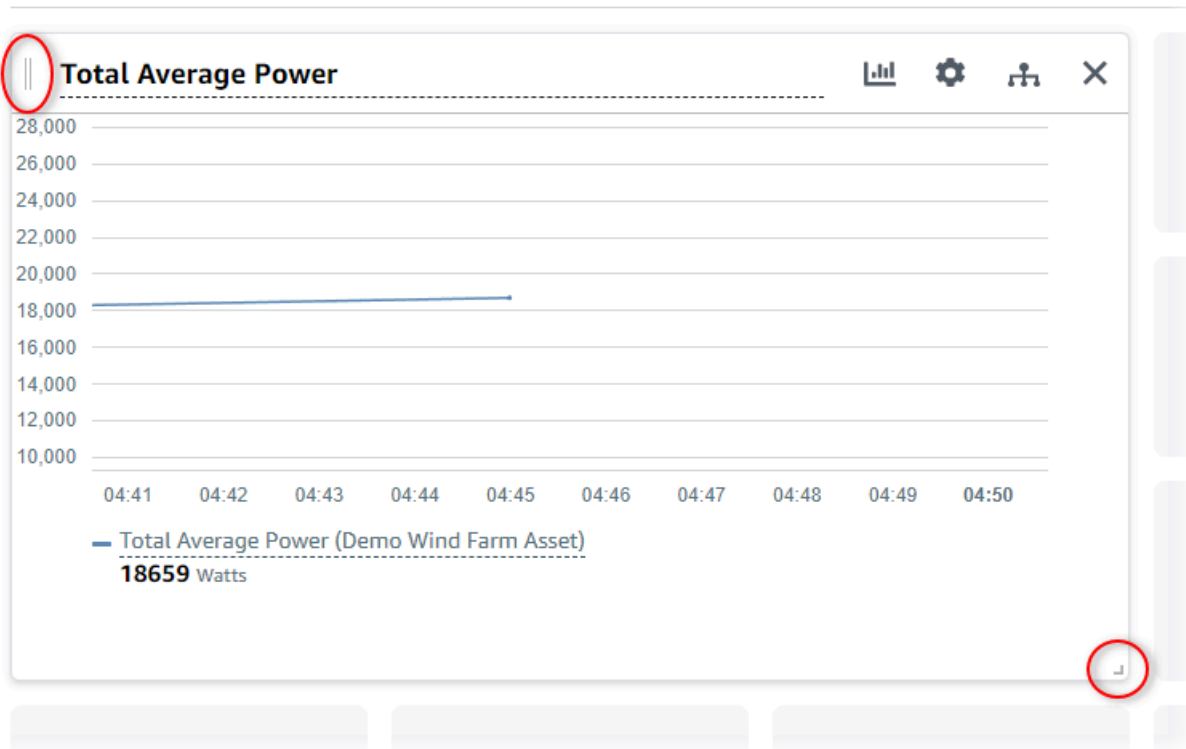 Total Average Power
28,000
26,000
24,000
22,000
20,000
18,000
16,000
14,000
12,000
10,000
04:41 04:42 04:43 04:44 04:45 04:46 04:47 04:48 04:49 04:50
Total Average Power (Demo Wind Farm Asset)
18659 Watts